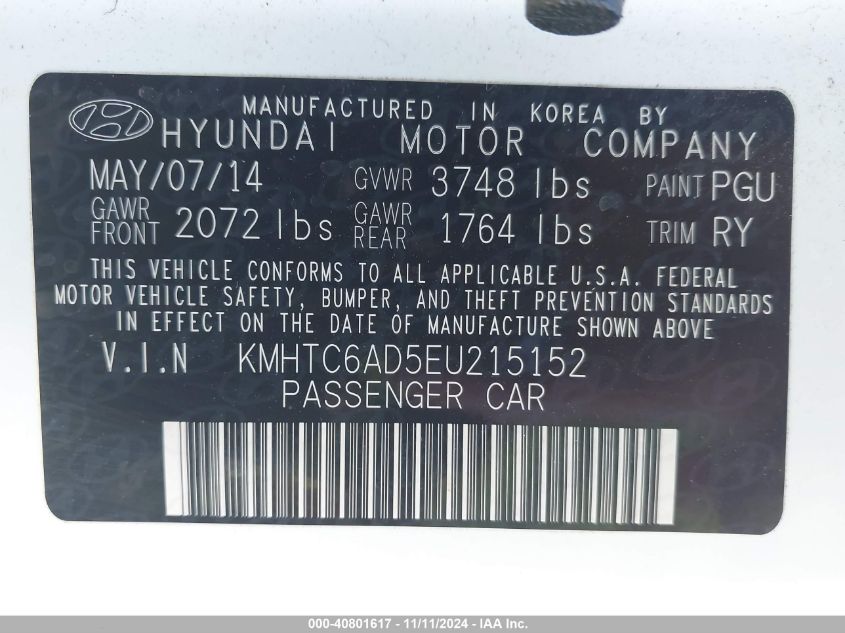 MANUFACTURED IN KOREA BY
HYUNDAI MOTOR COMPANY
MAY/07/14 GVWR 3748 lbs PAINT PGU
GAWR FRONT 2072 lbs GAWR REAR 1764 lbs TRIM RY
THIS VEHICLE CONFORMS TO ALL APPLICABLE U.S.A. FEDERAL
MOTOR VEHICLE SAFETY, BUMPER, AND THEFT PREVENTION STANDARDS
IN EFFECT ON THE DATE OF MANUFACTURE SHOWN ABOVE
V.I.N KMHTC6AD5EU215152
PASSENGER CAR
000-40801617 - 11/11/2024 - IAA Inc.